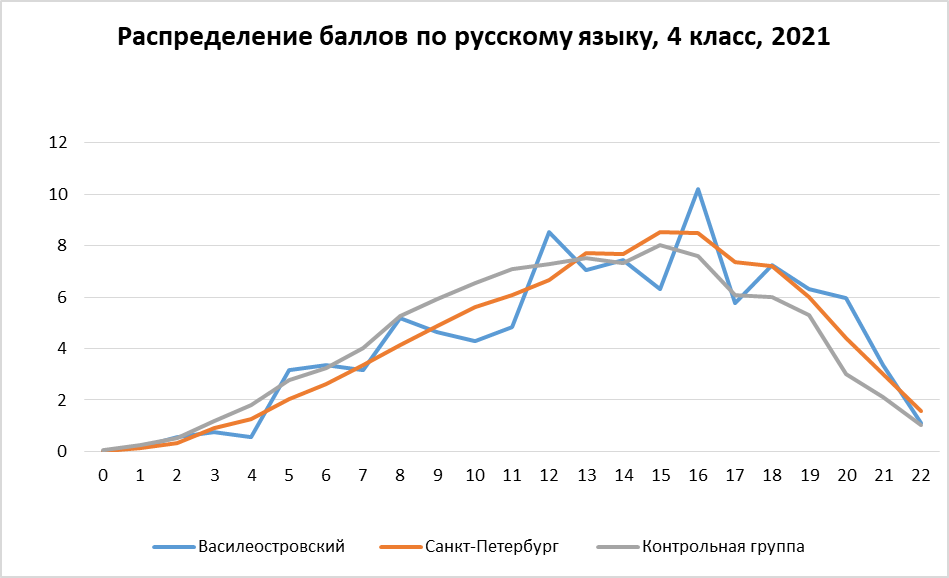 Распределение баллов по русскому языку, 4 класс, 2021
12
10
8
6
4
2
0
0 1 2 3 4 5 6 7 8 9 10 11 12 13 14 15 16 17 18 19 20 21 22
Василеостровский Санкт-Петербург Контрольная группа